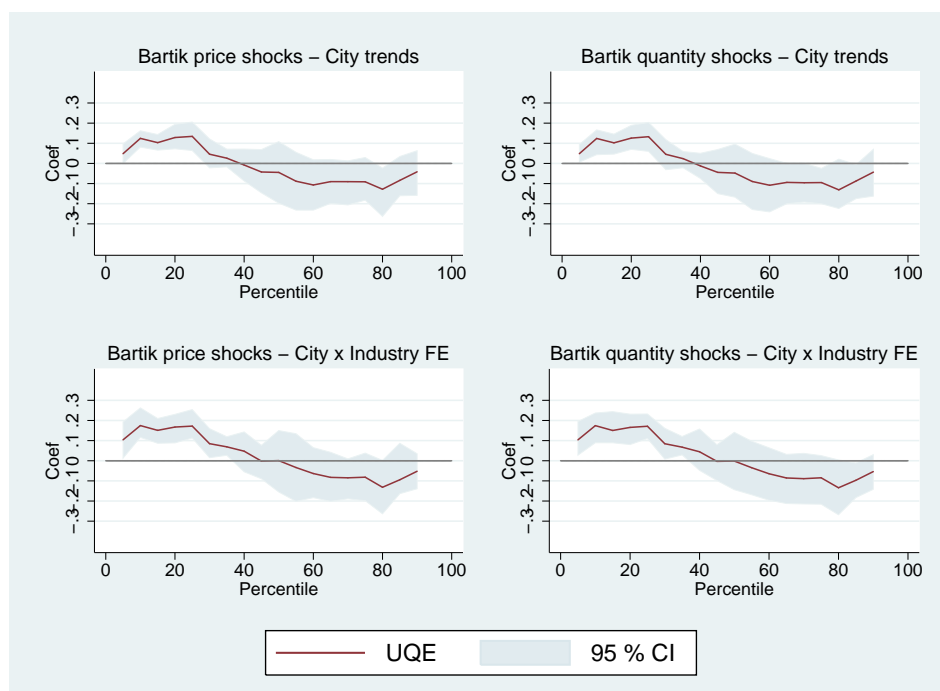 Bartik price shocks – City trends
Coef
–.3–.2–.1 0 .1 .2 .3
0 20 40 60 80 100
Percentile
Bartik quantity shocks – City trends
Coef
–.3–.2–.1 0 .1 .2 .3
0 20 40 60 80 100
Percentile
Bartik price shocks – City x Industry FE
Coef
–.3–.2–.1 0 .1 .2 .3
0 20 40 60 80 100
Percentile
Bartik quantity shocks – City x Industry FE
Coef
–.3–.2–.1 0 .1 .2 .3
0 20 40 60 80 100
Percentile
UQE 95 % CI